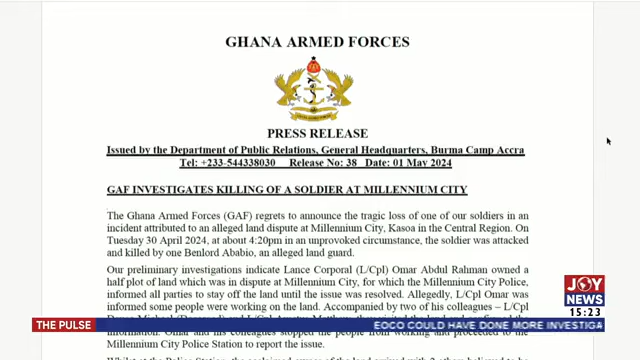 GHANA ARMED FORCES
PRESS RELEASE
Issued by the Department of Public Relations, General Headquarters, Burma Camp Accra
Tel: +233-544338030 Release No: 38 Date: 01 May 2024
GAF INVESTIGATES KILLING OF A SOLDIER AT MILLENNIUM CITY
The Ghana Armed Forces (GAF) regrets to announce the tragic loss of one of our soldiers in an
incident attributed to an alleged land dispute at Millennium City, Kasoa in the Central Region. On
Tuesday 30 April 2024, at about 4:20pm in an unprovoked circumstance, the soldier was attacked
and killed by one Benlord Ababio, an alleged land guard.
Our preliminary investigations indicate Lance Corporal (L/Cpl) Omar Abdul Rahman owned a
half plot of land which was in dispute at Millennium City, for which the Millennium City Police,
informed all parties to stay off the land until the issue was resolved. Allegedly, L/Cpl Omar was
informed some people were working on the land. Accompanied by two of his colleagues – L/Cpl
Millennium City Police Station to report the issue.
JOY
NEWS
15:23
THE PULSE
EOCO COULD HAVE DONE MORE INVESTIGA